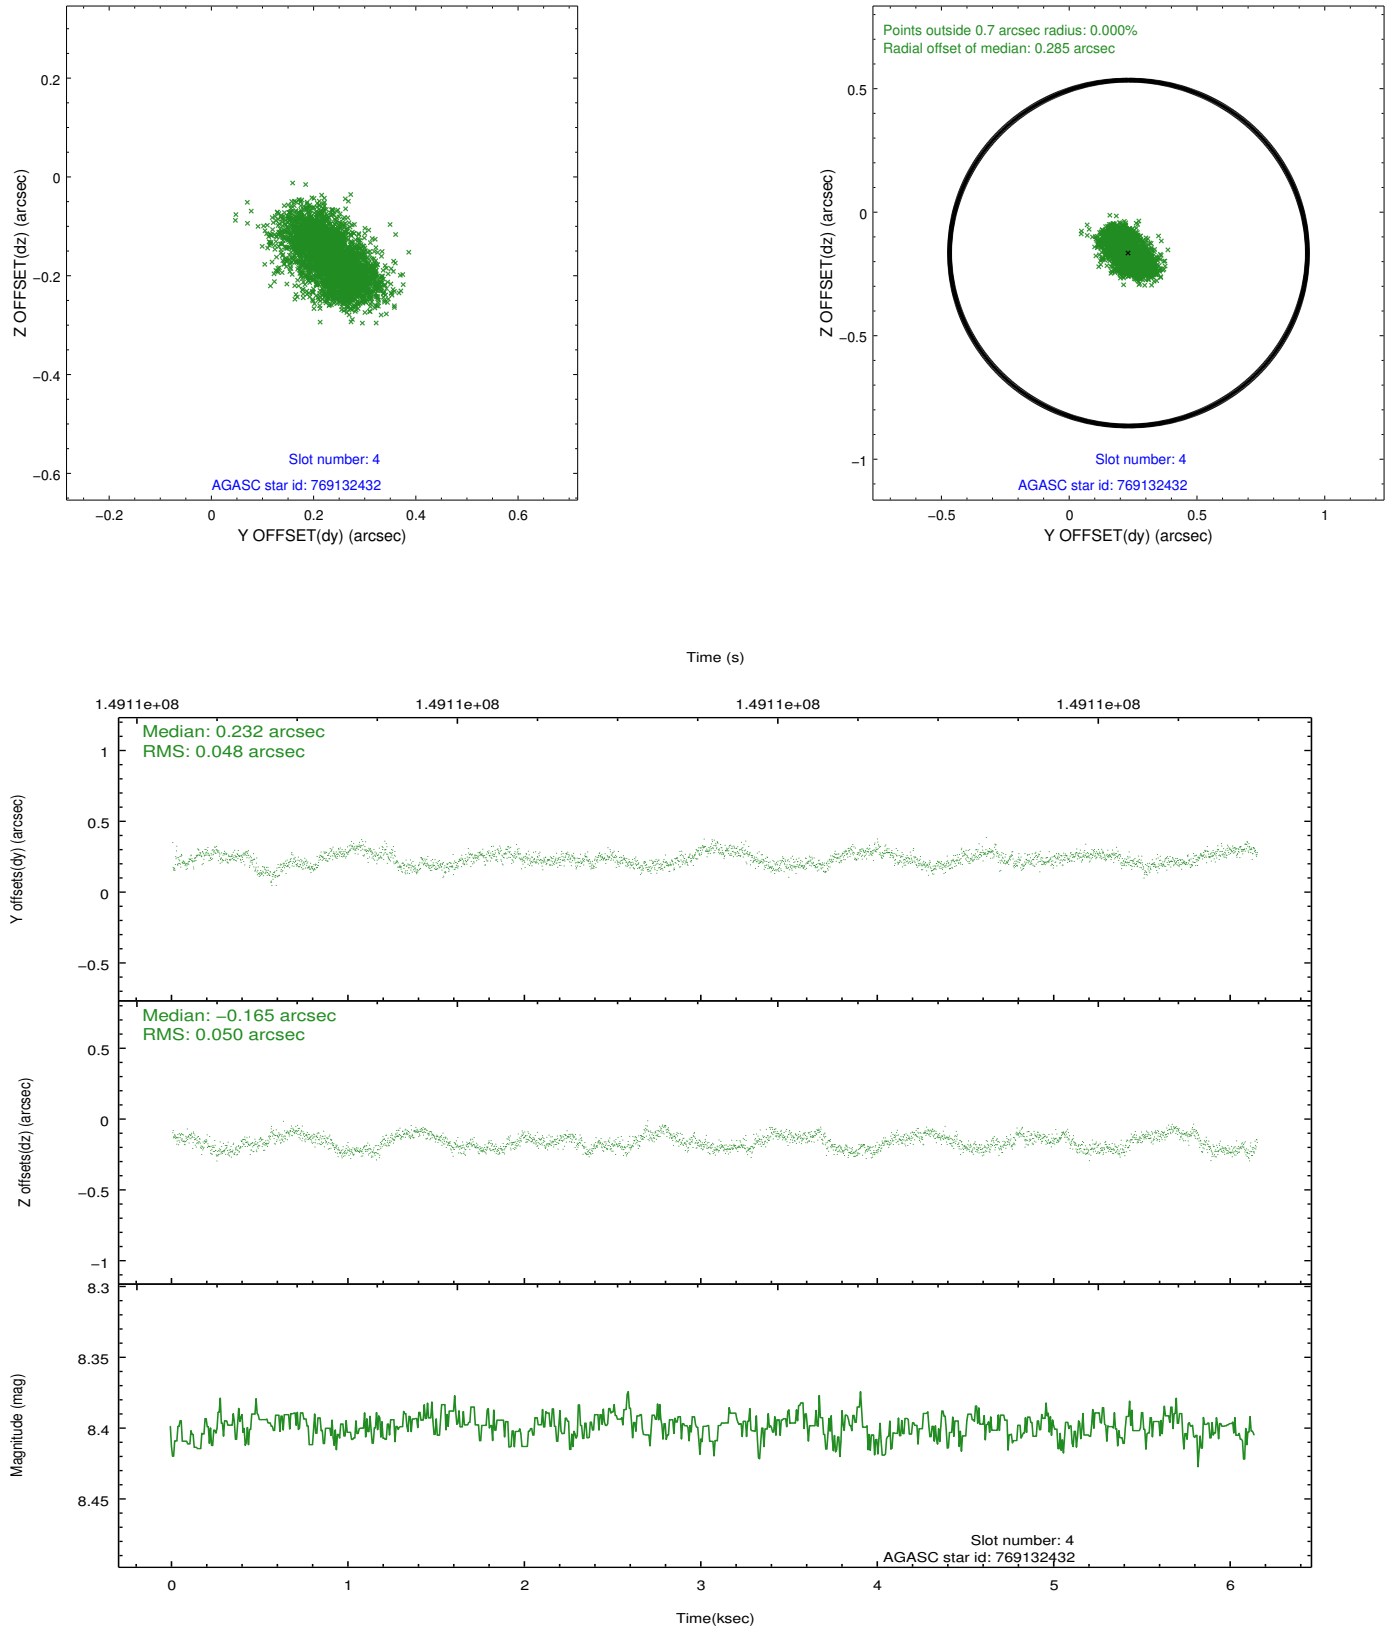 0.2
0
−0.2
−0.4
−0.6
Z OFFSET(dz) (arcsec)
Slot number: 4
AGASC star id: 769132432
−0.2
0
0.2
0.4
0.6
Y OFFSET(dy) (arcsec)
Points outside 0.7 arcsec radius: 0.000%
Radial offset of median: 0.285 arcsec
0.5
0
−0.5
−1
Z OFFSET(dz) (arcsec)
Slot number: 4
AGASC star id: 769132432
−0.5
0
0.5
1
Y OFFSET(dy) (arcsec)
Time (s)
1.4911e+08
1.4911e+08
1.4911e+08
1.4911e+08
Median: 0.232 arcsec
RMS: 0.048 arcsec
1
0.5
0
−0.5
Y offsets(dy) (arcsec)
Median: −0.165 arcsec
RMS: 0.050 arcsec
0.5
0
−0.5
−1
Z offsets(dz) (arcsec)
8.3
8.35
8.4
8.45
Magnitude (mag)
Slot number: 4
AGASC star id: 769132432
0
1
2
3
4
5
6
Time(ksec)